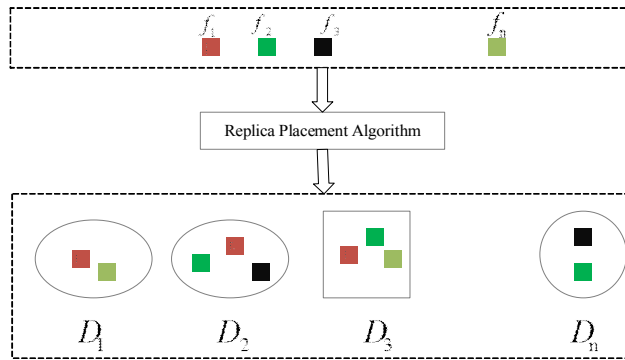 f₁ f₂ f₃ fₙ
Replica Placement Algorithm
D₁ D₂ D₃ Dₙ